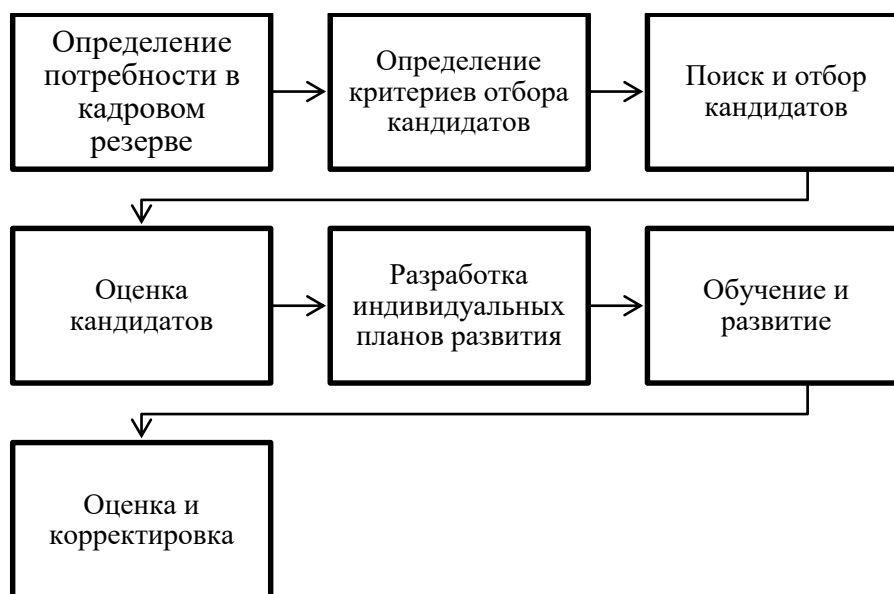 Определение
потребности в
кадровом
резерве
Определение
критериев отбора
кандидатов
Поиск и отбор
кандидатов
Оценка
кандидатов
Разработка
индивидуальных
планов развития
Обучение и
развитие
Оценка и
корректировка